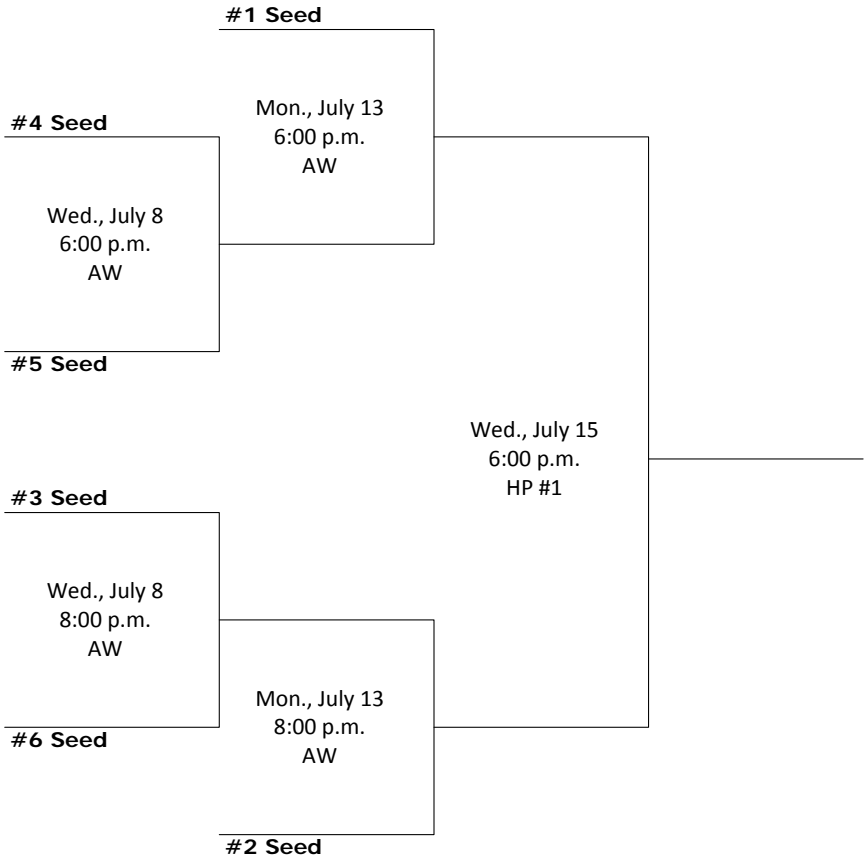 #1 Seed
Mon., July 13
6:00 p.m.
AW
#4 Seed
Wed., July 8
6:00 p.m.
AW
#5 Seed
Wed., July 15
6:00 p.m.
HP #1
#3 Seed
Wed., July 8
8:00 p.m.
AW
#6 Seed
Mon., July 13
8:00 p.m.
AW
#2 Seed